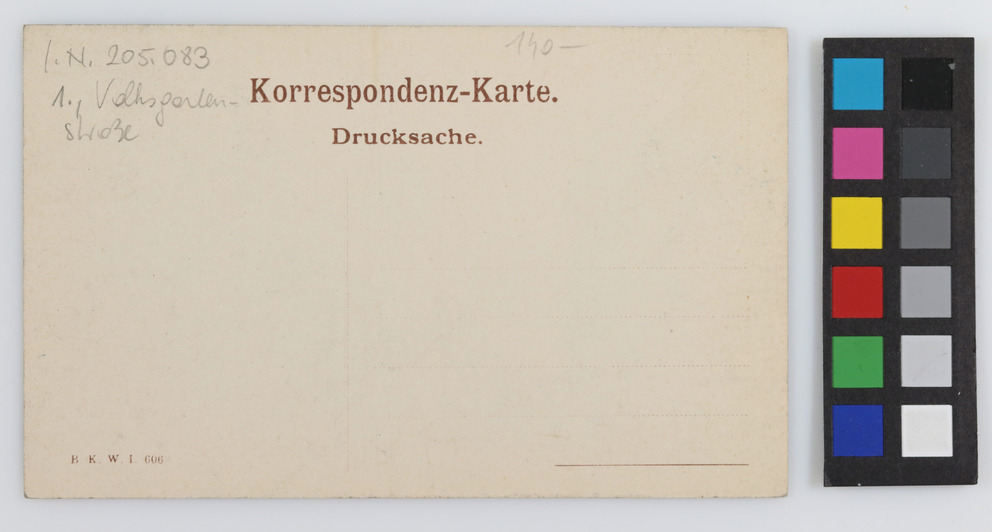 I.N. 205.083
140—
1., Volksgarten-
straße
Korrespondenz-Karte.
Drucksache.
B. K. W. I. 606